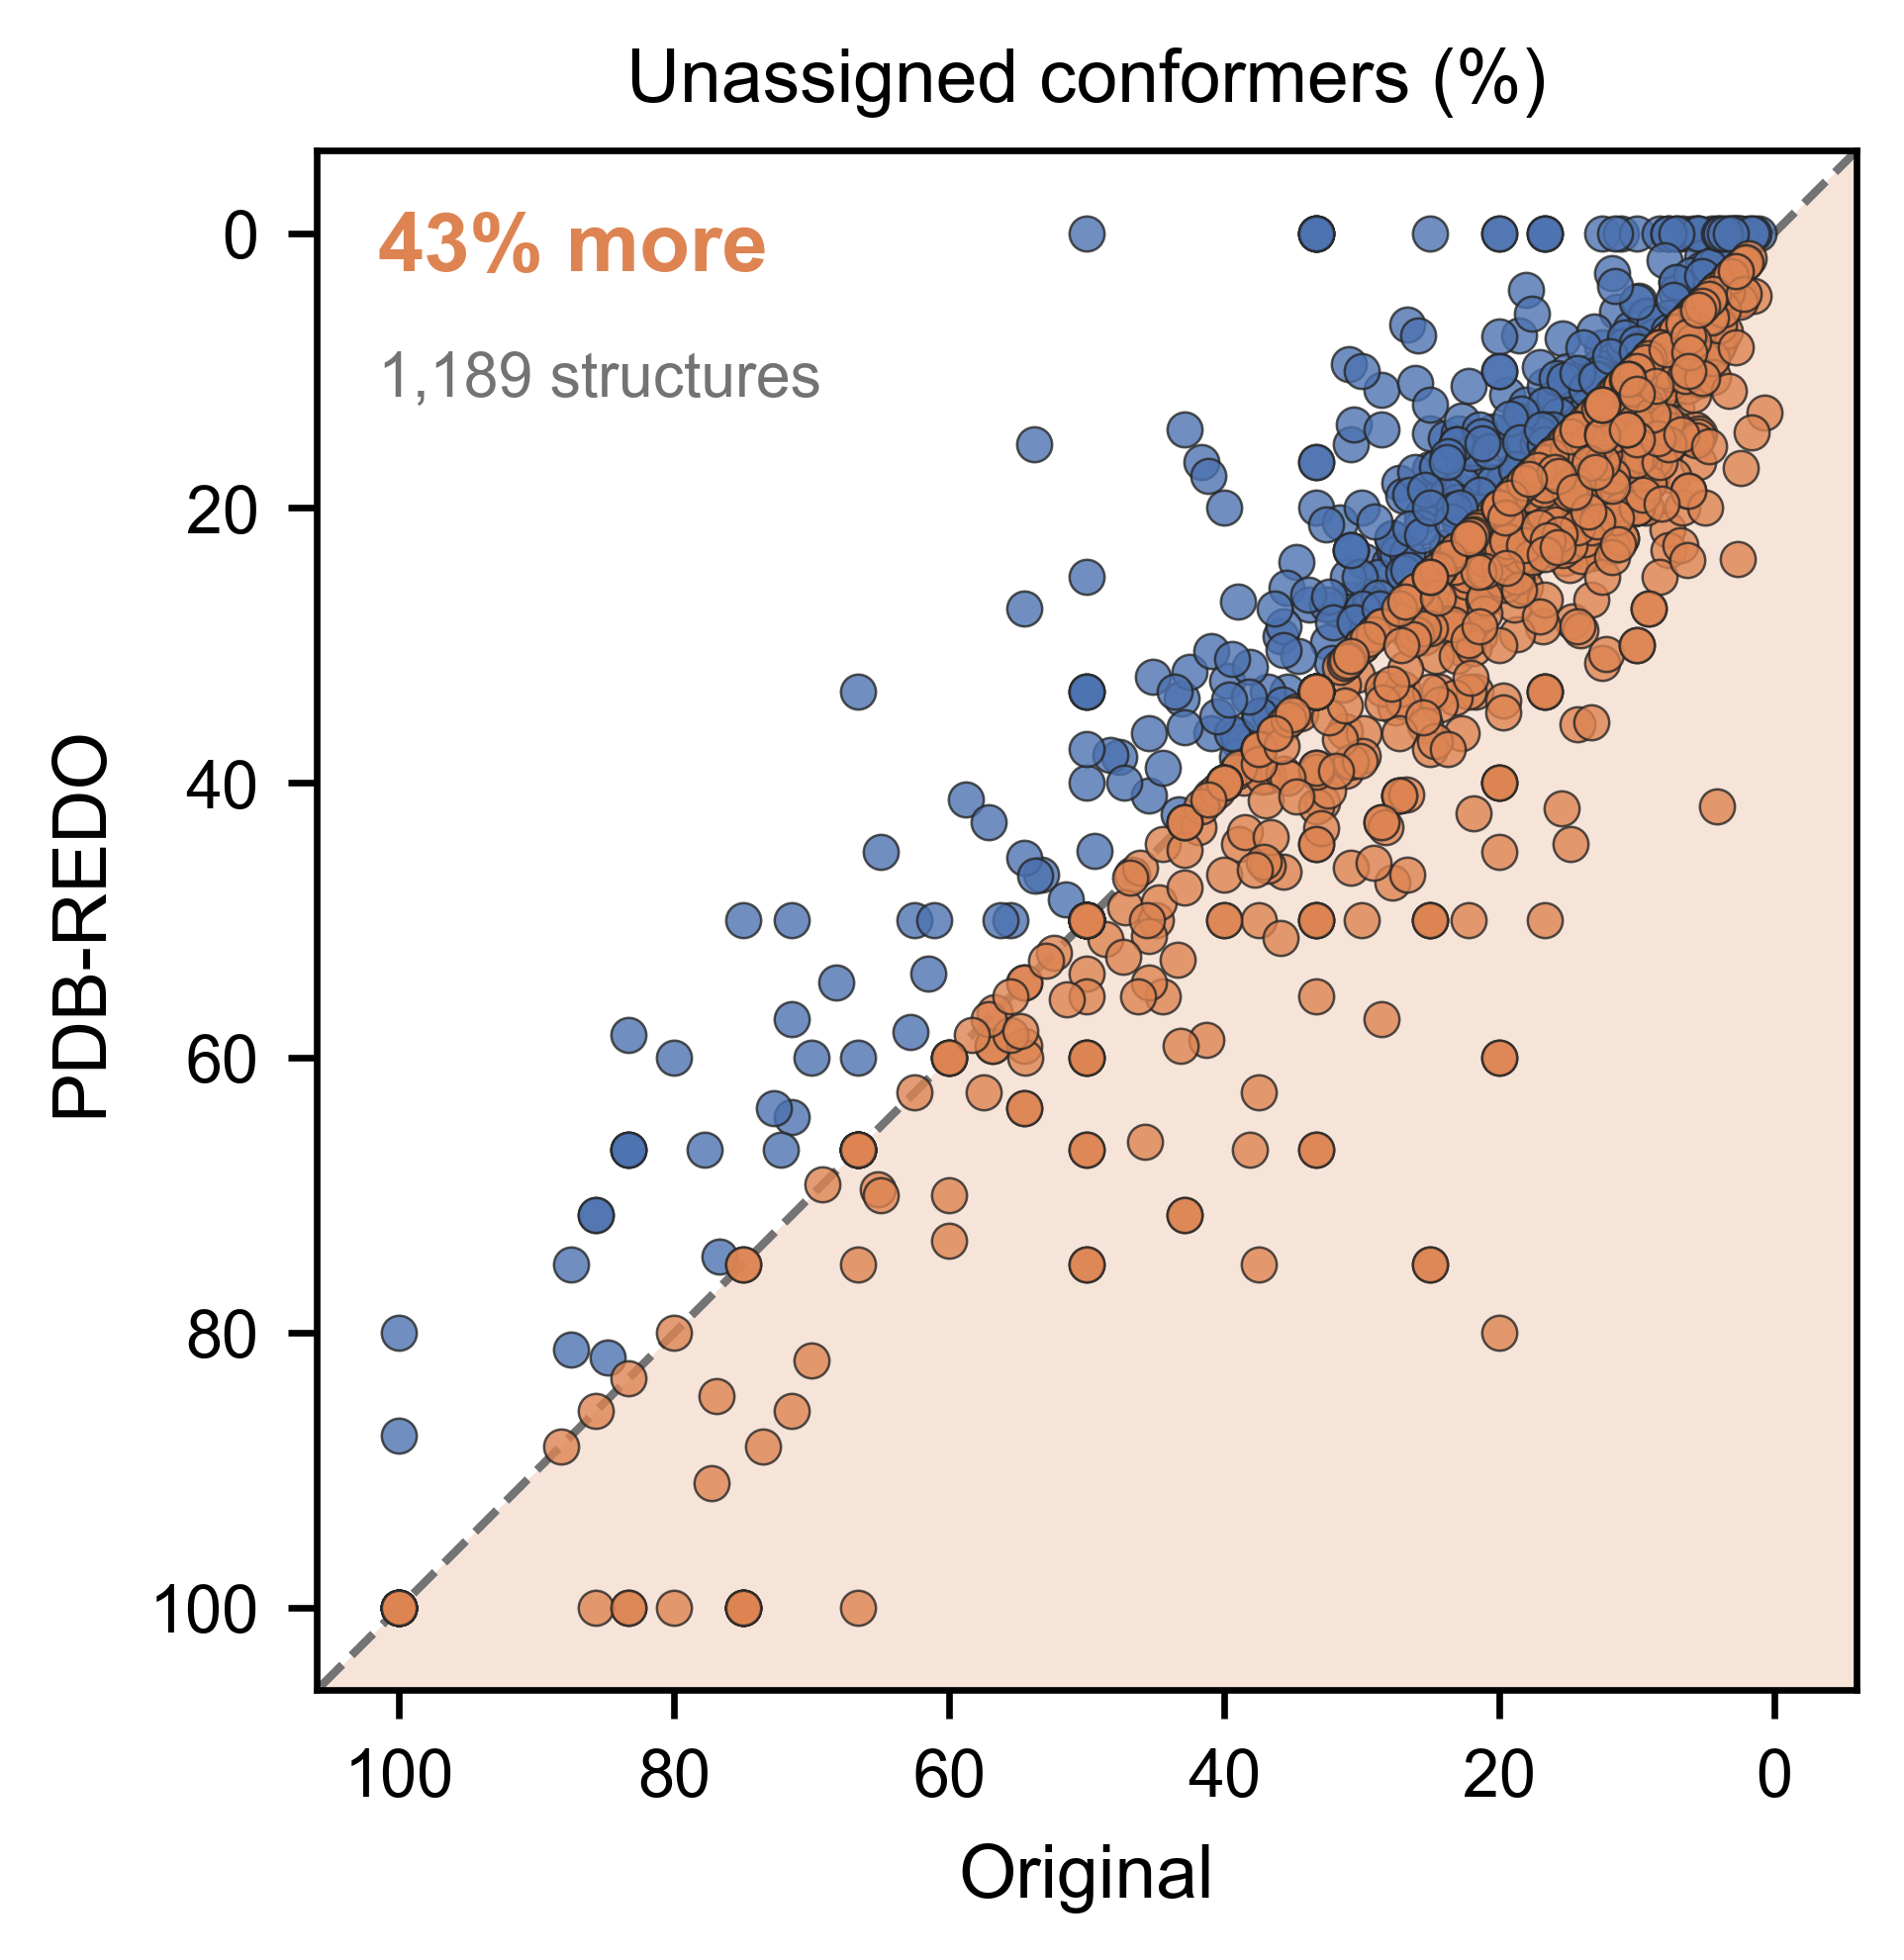 Unassigned conformers (%)
43% more
1,189 structures
PDB-REDO
0
20
40
60
80
100
100 80 60 40 20 0
Original